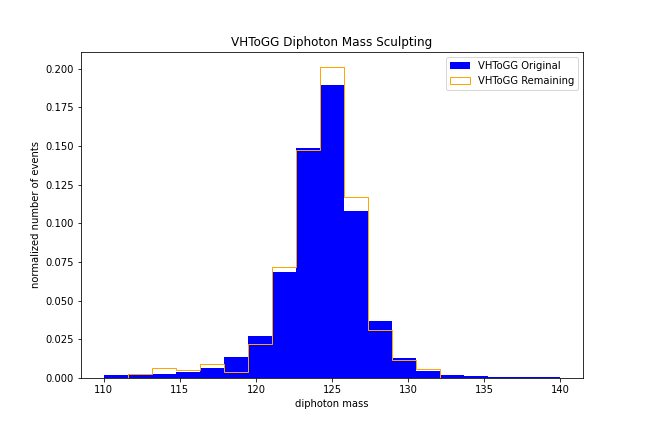 VHToGG Diphoton Mass Sculpting
VHToGG Original
VHToGG Remaining
normalized number of events
0.200
0.175
0.150
0.125
0.100
0.075
0.050
0.025
0.000
110 115 120 125 130 135 140
diphoton mass